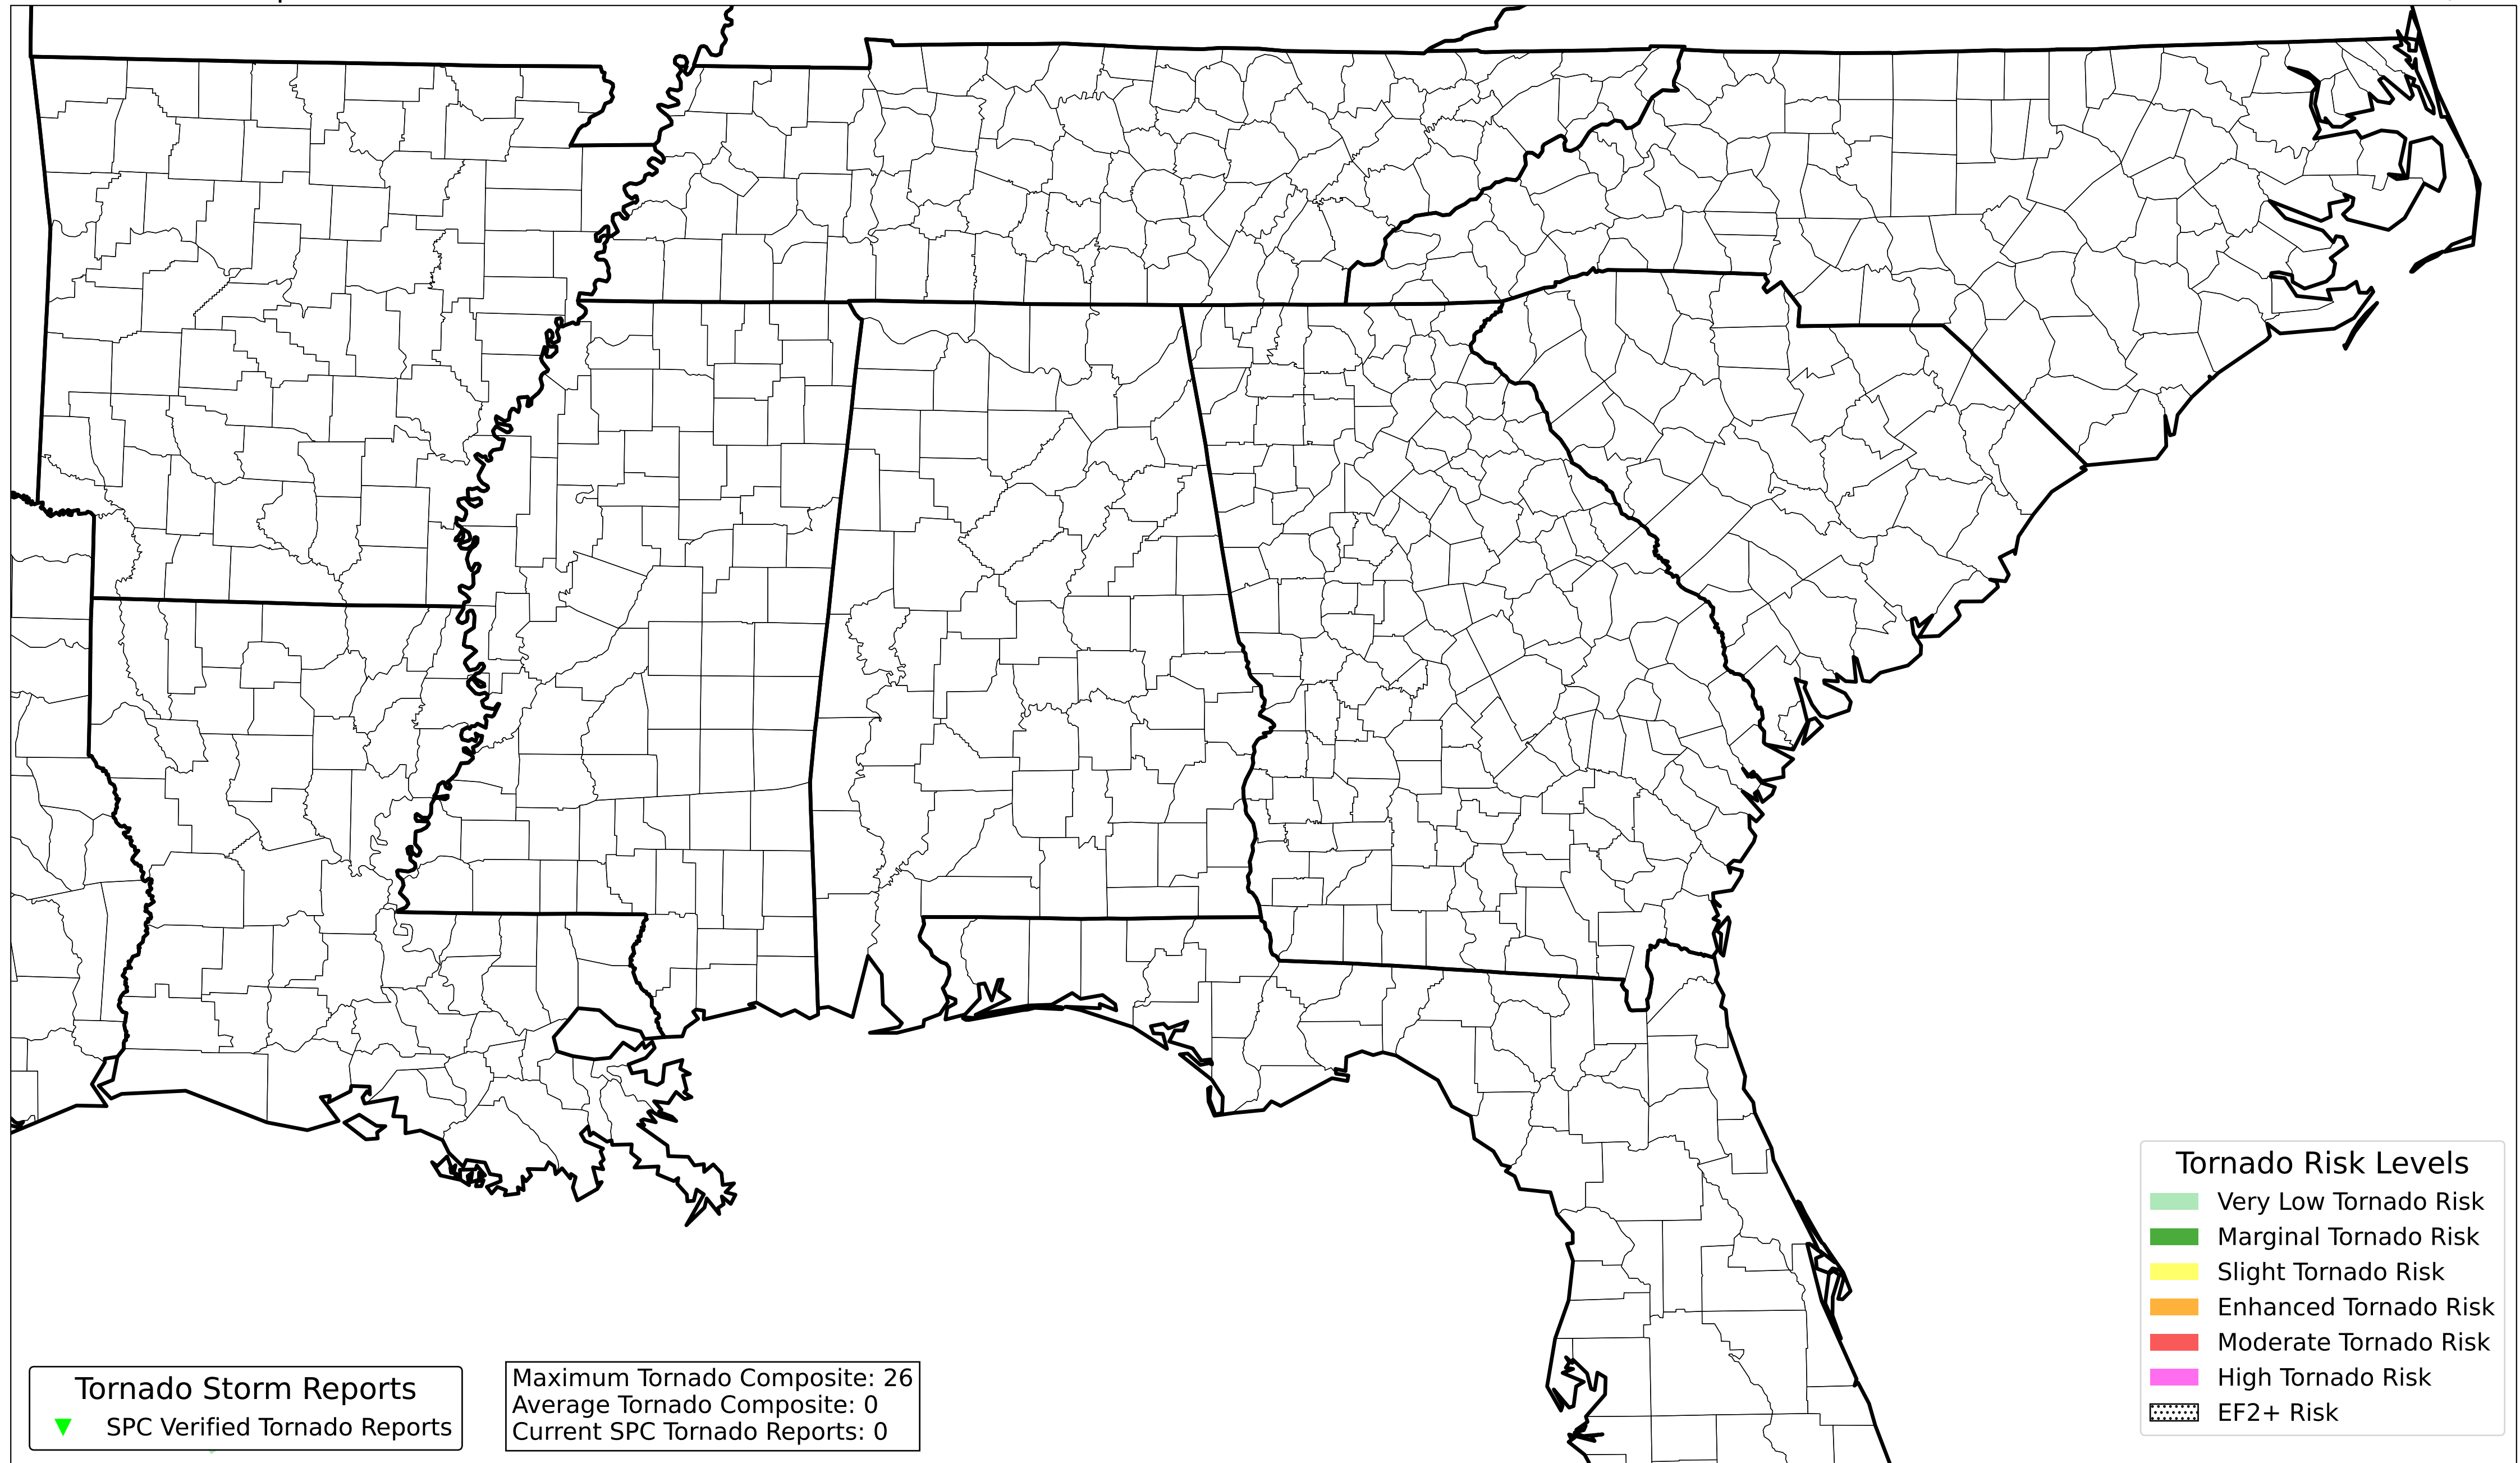 Tornado Risk Levels
Very Low Tornado Risk
Marginal Tornado Risk
Slight Tornado Risk
Enhanced Tornado Risk
Moderate Tornado Risk
High Tornado Risk
EF2+ Risk
Tornado Storm Reports
SPC Verified Tornado Reports
Maximum Tornado Composite: 26
Average Tornado Composite: 0
Current SPC Tornado Reports: 0